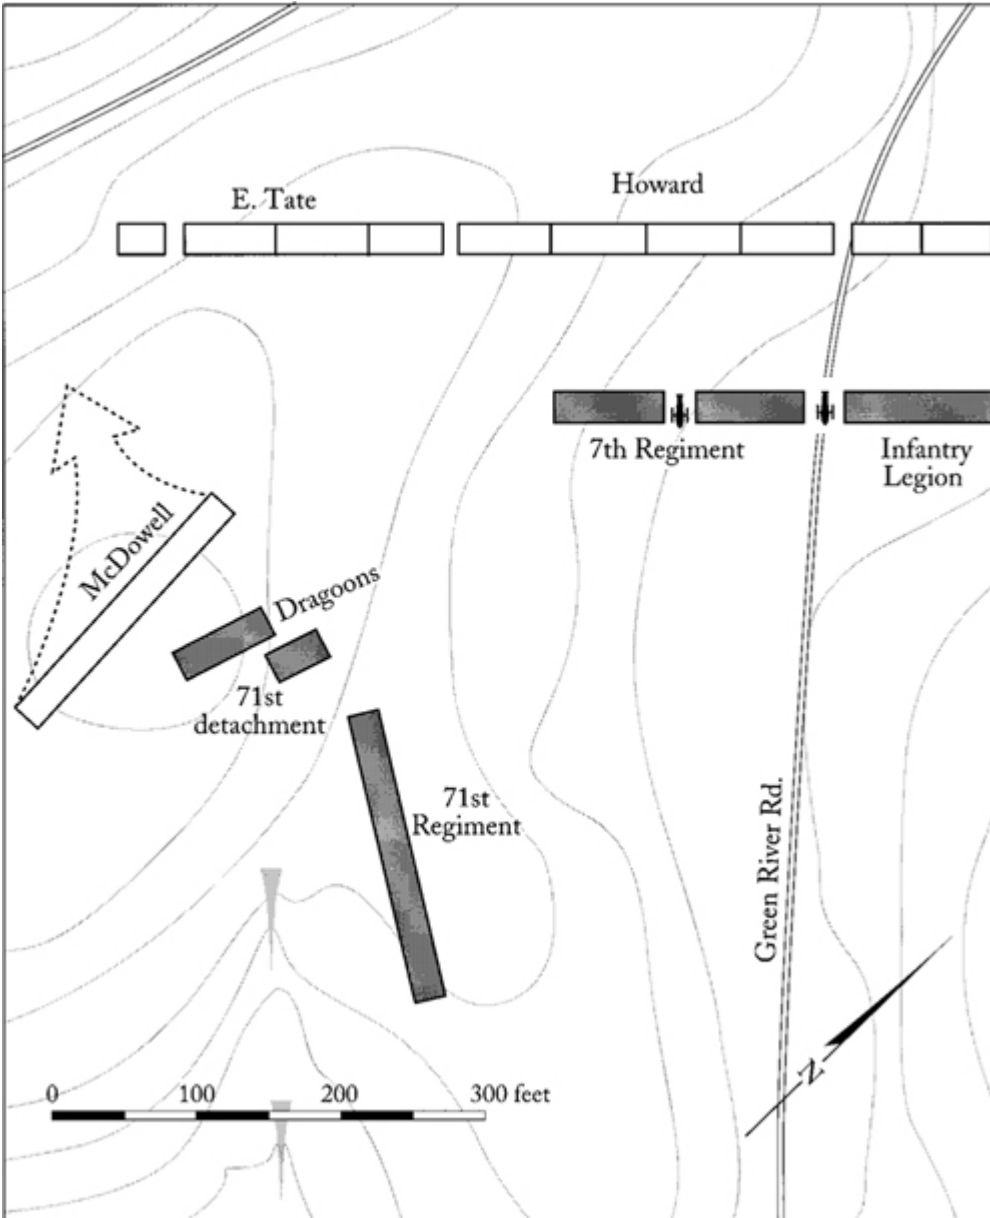 E. Tate
Howard
7th Regiment
Infantry
Legion
McDowell
Dragoons
71st
detachment
71st
Regiment
Green River Rd.
N
0 100 200 300 feet